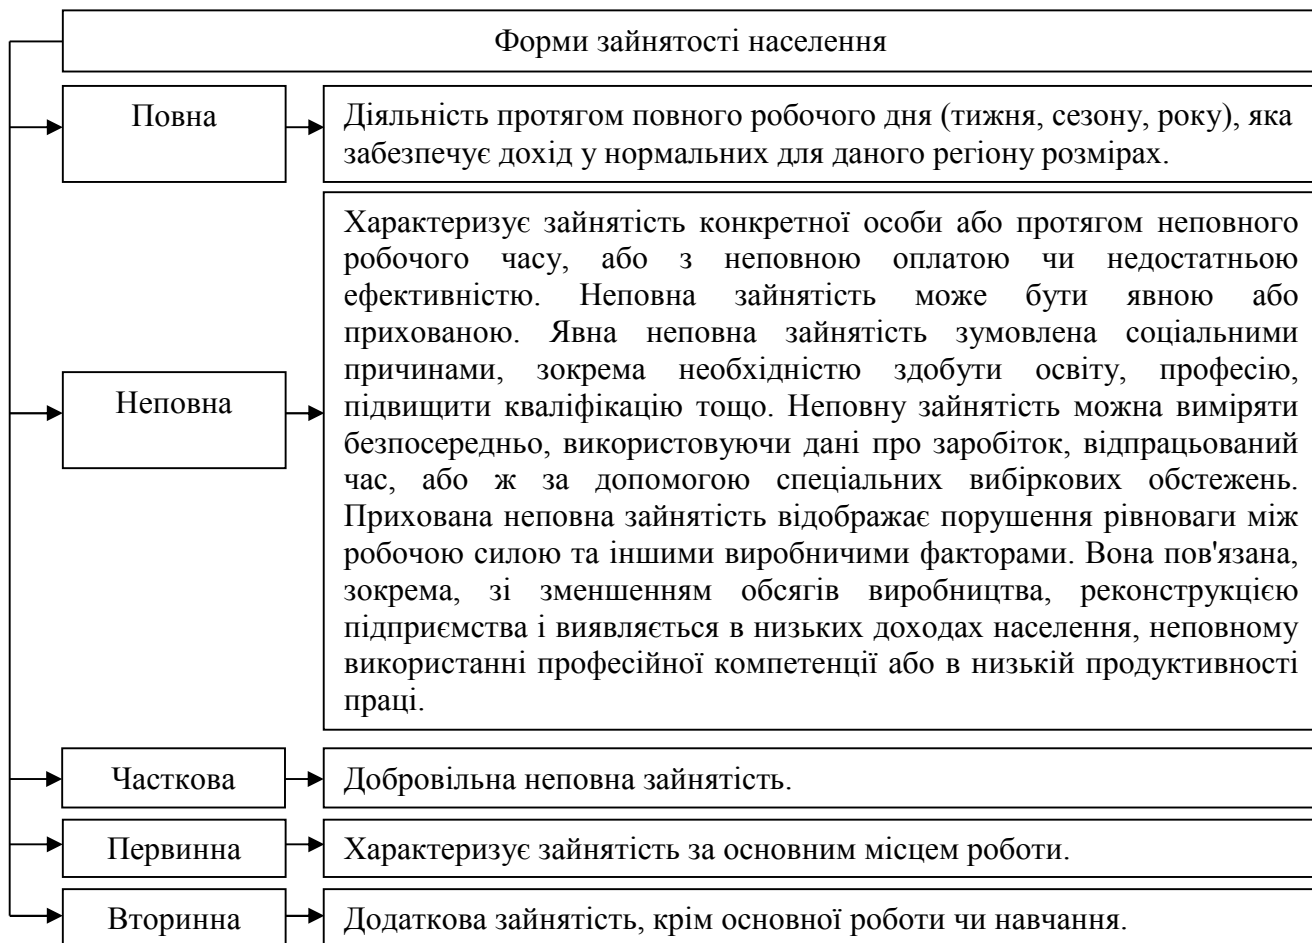 Форми зайнятості населення
Повна
Діяльність протягом повного робочого дня (тижня, сезону, року), яка
забезпечує дохід у нормальних для даного регіону розмірах.
Неповна
Характеризує зайнятість конкретної особи або протягом неповного
робочого часу, або з неповною оплатою чи недостатньою
ефективністю. Неповна зайнятість може бути явною або
прихованою. Явна неповна зайнятість зумовлена соціальними
причинами, зокрема необхідністю здобути освіту, професію,
підвищити кваліфікацію тощо. Неповну зайнятість можна виміряти
безпосередньо, використовуючи дані про заробіток, відпрацьований
час, або ж за допомогою спеціальних вибіркових обстежень.
Прихована неповна зайнятість відображає порушення рівноваги між
робочою силою та іншими виробничими факторами. Вона пов'язана,
зокрема, зі зменшенням обсягів виробництва, реконструкцією
підприємства і виявляється в низьких доходах населення, неповному
використанні професійної компетенції або в низькій продуктивності
праці.
Часткова
Добровільна неповна зайнятість.
Первинна
Характеризує зайнятість за основним місцем роботи.
Вторинна
Додаткова зайнятість, крім основної роботи чи навчання.